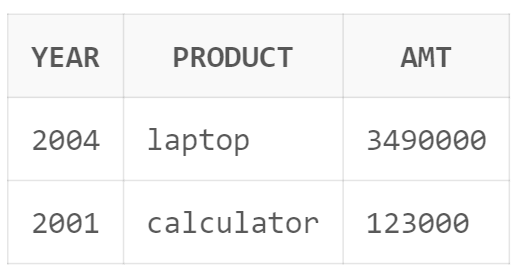 YEAR PRODUCT AMT
2004 laptop 3490000
2001 calculator 123000